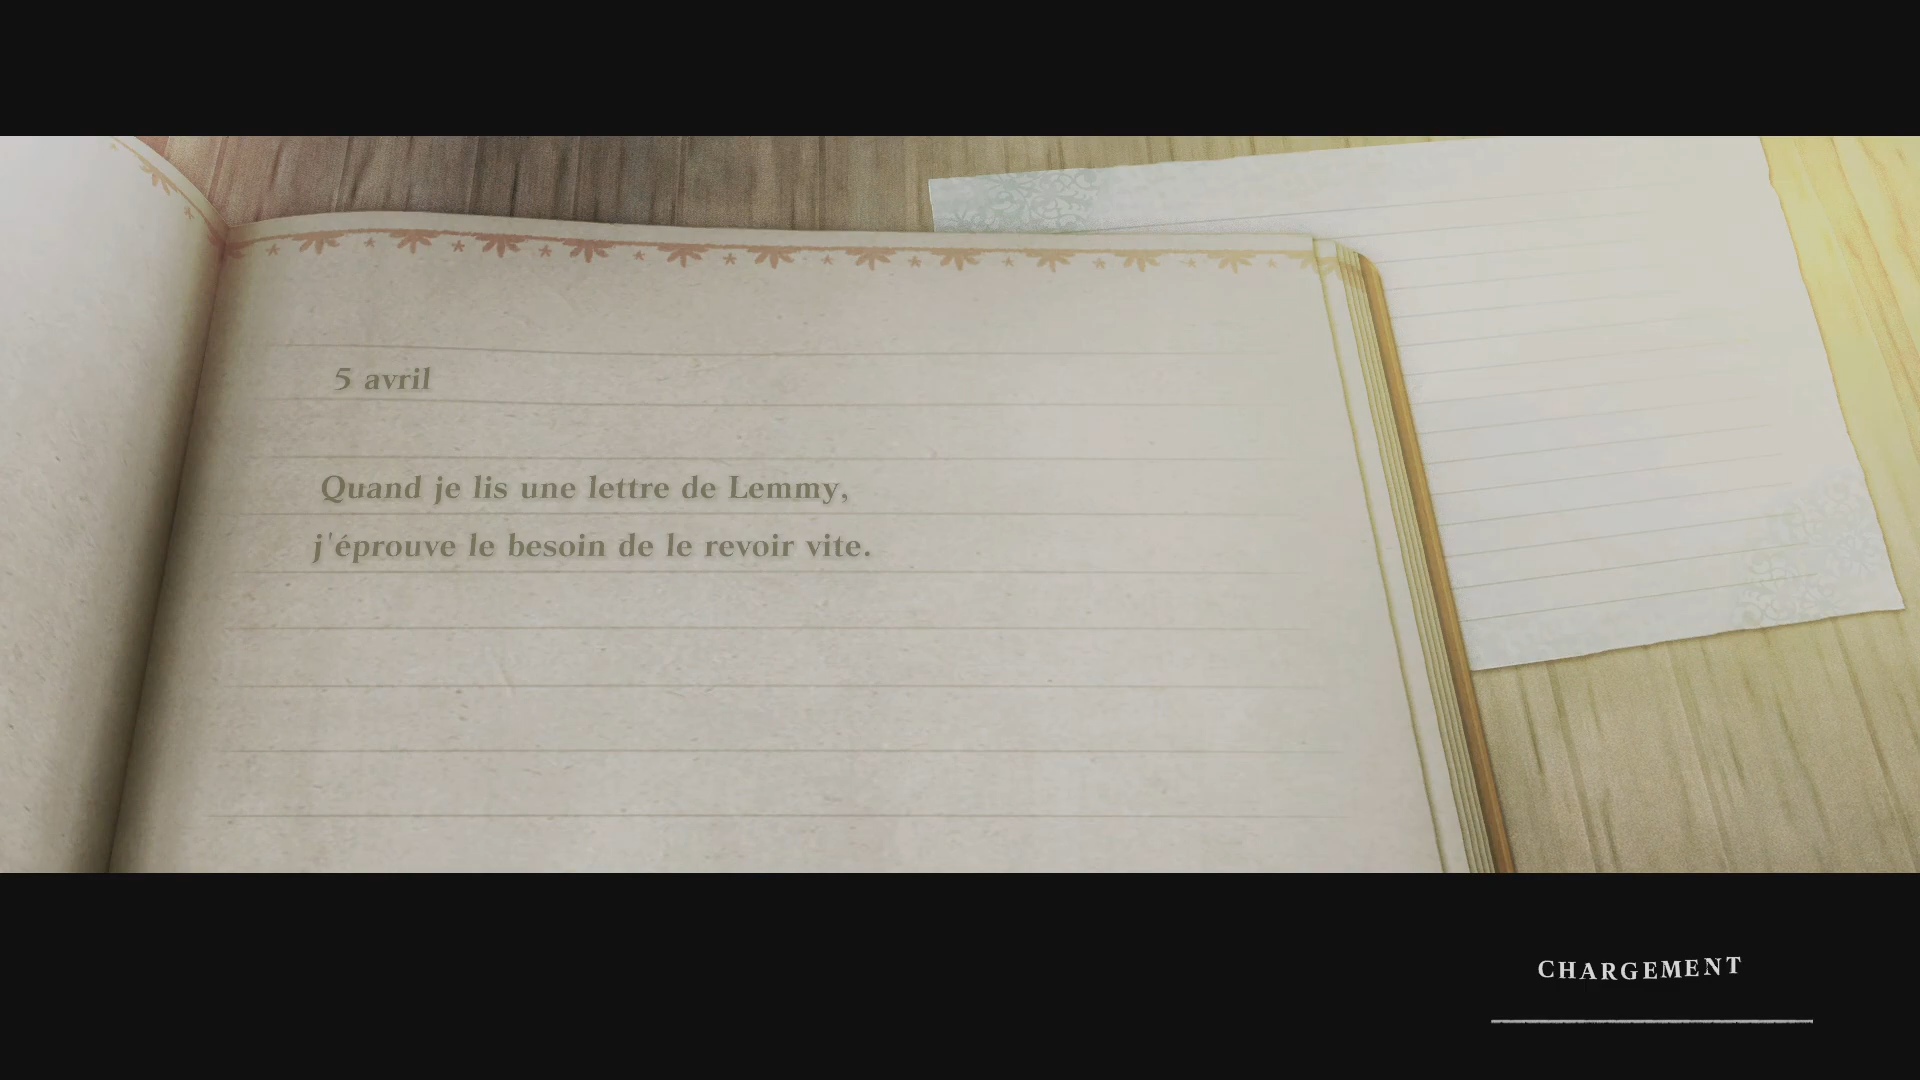 5 avril
Quand je lis une lettre de Lemmy,
j'éprouve le besoin de le revoir vite.
CHARGEMENT